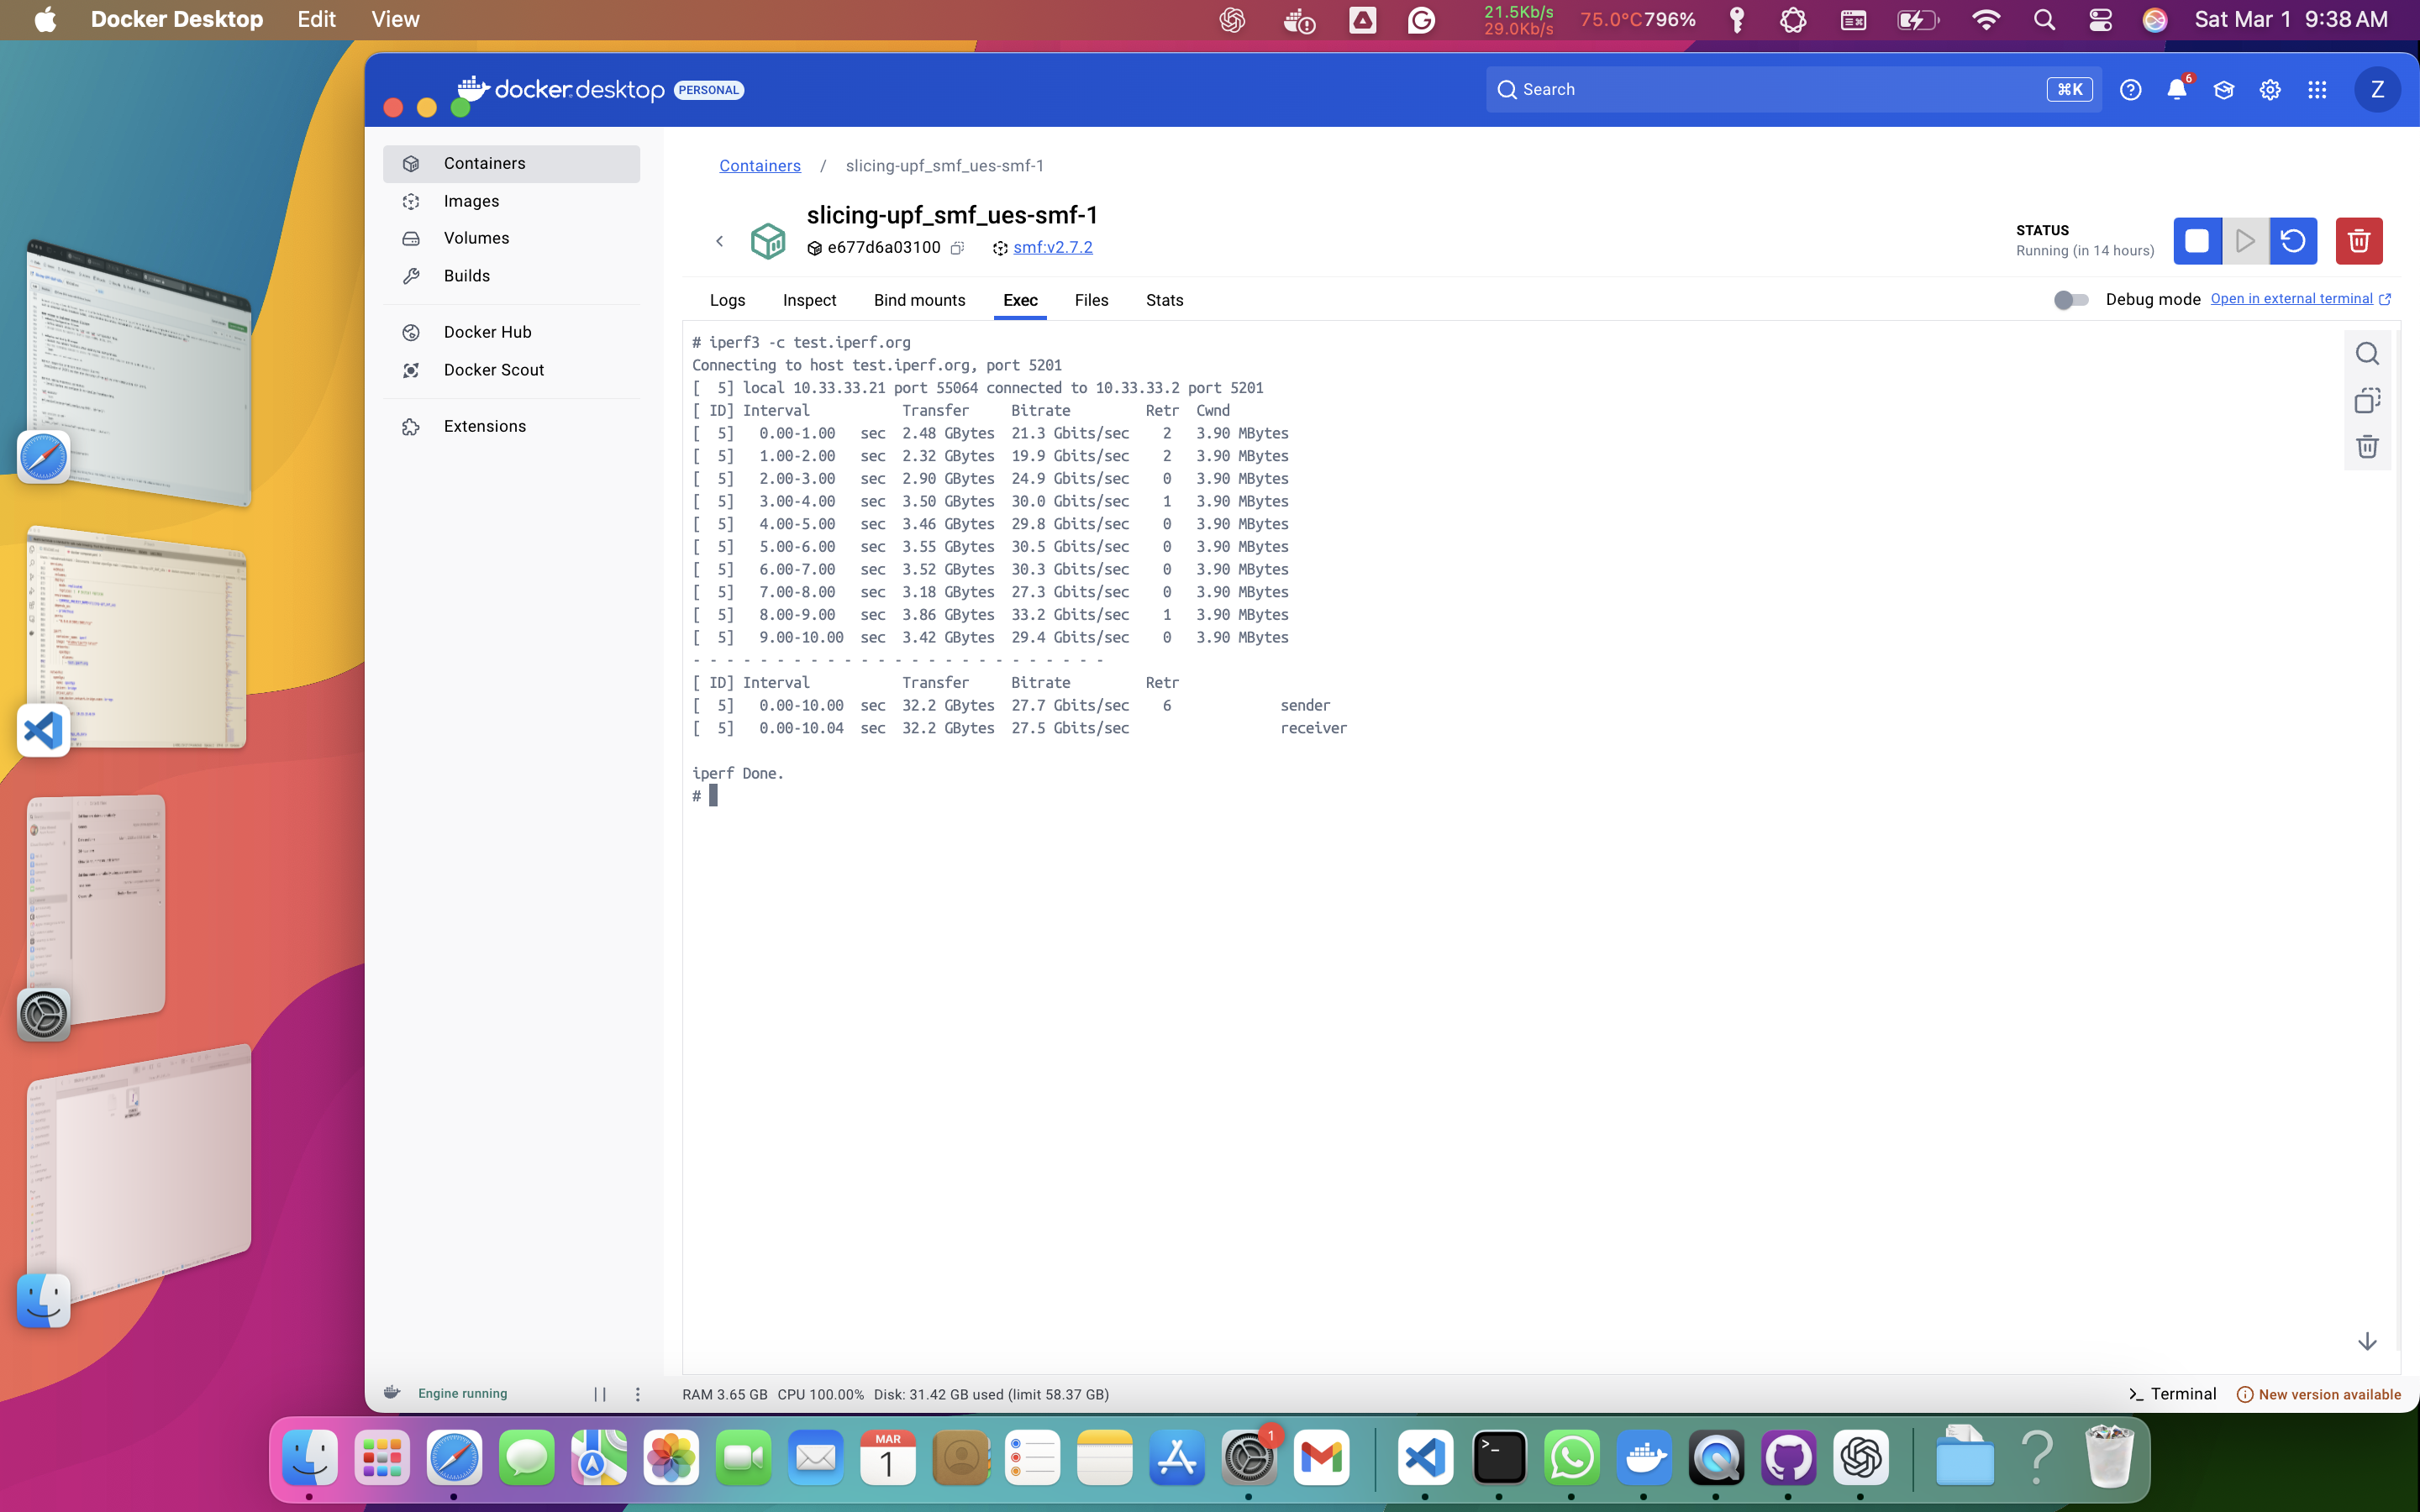 Docker Desktop Edit View
21.5Kb/s
29.0Kb/s
75.0°C 796%
Sat Mar 1 9:38 AM
docker desktop PERSONAL
Search ⌘K
6
Z
Containers
Images
Volumes
Builds
Docker Hub
Docker Scout
Extensions
Containers / slicing-upf_smf_ues-smf-1
slicing-upf_smf_ues-smf-1
e677d6a03100 smf:v2.7.2
STATUS
Running (in 14 hours)
Logs Inspect Bind mounts Exec Files Stats
Debug mode Open in external terminal
# iperf3 -c test.iperf.org
Connecting to host test.iperf.org, port 5201
[  5] local 10.33.33.21 port 55064 connected to 10.33.33.2 port 5201
[ ID] Interval           Transfer     Bitrate         Retr  Cwnd
[  5]   0.00-1.00   sec  2.48 GBytes  21.3 Gbits/sec    2   3.90 MBytes
[  5]   1.00-2.00   sec  2.32 GBytes  19.9 Gbits/sec    2   3.90 MBytes
[  5]   2.00-3.00   sec  2.90 GBytes  24.9 Gbits/sec    0   3.90 MBytes
[  5]   3.00-4.00   sec  3.50 GBytes  30.0 Gbits/sec    1   3.90 MBytes
[  5]   4.00-5.00   sec  3.46 GBytes  29.8 Gbits/sec    0   3.90 MBytes
[  5]   5.00-6.00   sec  3.55 GBytes  30.5 Gbits/sec    0   3.90 MBytes
[  5]   6.00-7.00   sec  3.52 GBytes  30.3 Gbits/sec    0   3.90 MBytes
[  5]   7.00-8.00   sec  3.18 GBytes  27.3 Gbits/sec    0   3.90 MBytes
[  5]   8.00-9.00   sec  3.86 GBytes  33.2 Gbits/sec    1   3.90 MBytes
[  5]   9.00-10.00  sec  3.42 GBytes  29.4 Gbits/sec    0   3.90 MBytes
- - - - - - - - - - - - - - - - - - - - - - - - -
[ ID] Interval           Transfer     Bitrate         Retr
[  5]   0.00-10.00  sec  32.2 GBytes  27.7 Gbits/sec    6             sender
[  5]   0.00-10.04  sec  32.2 GBytes  27.5 Gbits/sec                  receiver
iperf Done.
#
Engine running
RAM 3.65 GB CPU 100.00% Disk: 31.42 GB used (limit 58.37 GB)
Terminal
New version available
MAR
1
1